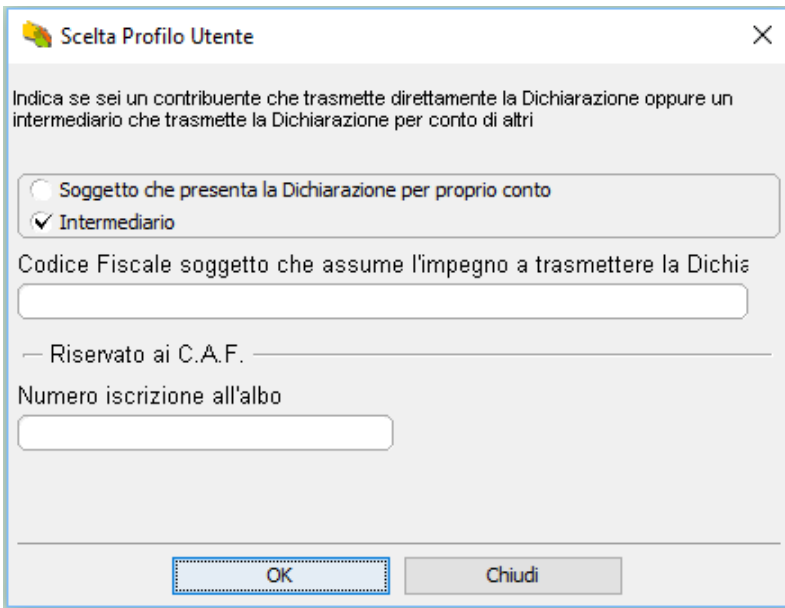 Scelta Profilo Utente
Indica se sei un contribuente che trasmette direttamente la Dichiarazione oppure un
intermediario che trasmette la Dichiarazione per conto di altri
Soggetto che presenta la Dichiarazione per proprio conto
Intermediario
Codice Fiscale soggetto che assume l'impegno a trasmettere la Dichia
Riservato ai C.A.F.
Numero iscrizione all'albo
OK
Chiudi